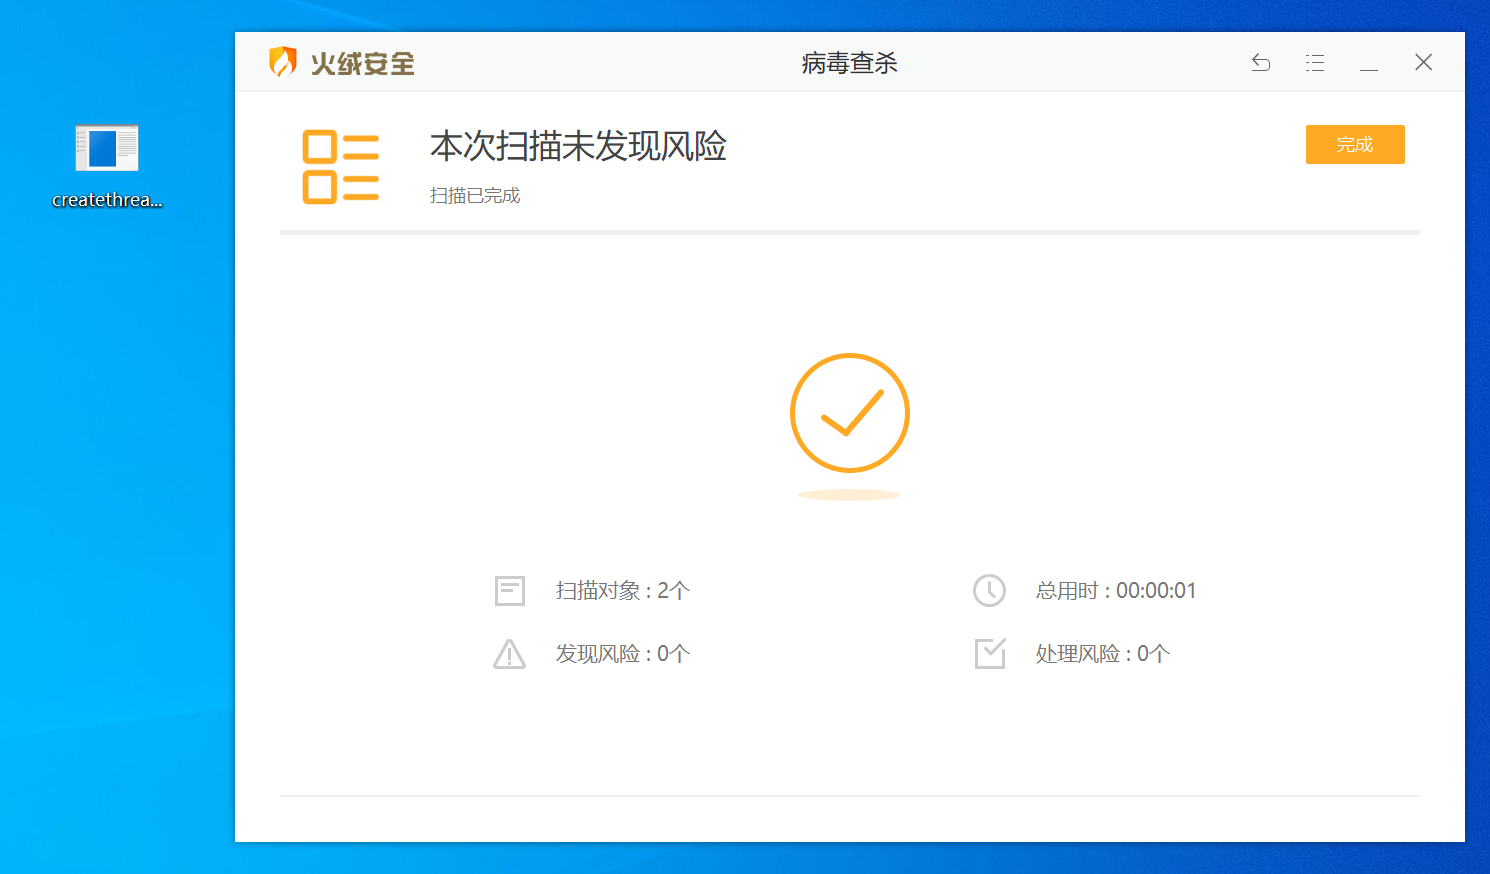 火绒安全
病毒查杀
createthrea...
本次扫描未发现风险
完成
扫描已完成
扫描对象 : 2个
总用时 : 00:00:01
发现风险 : 0个
处理风险 : 0个